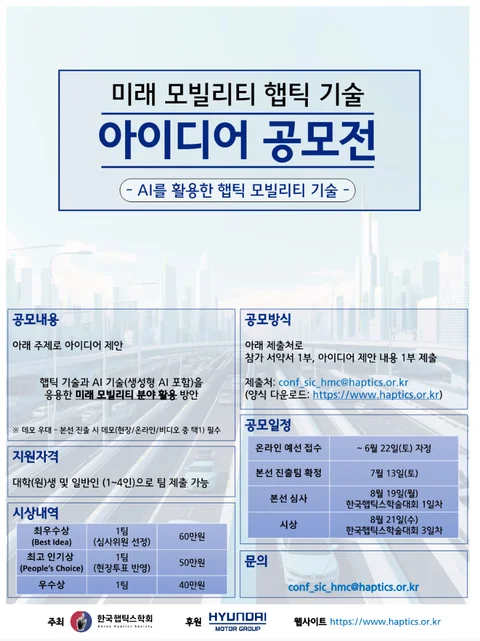 미래 모빌리티 햅틱 기술
아이디어 공모전
- AI를 활용한 햅틱 모빌리티 기술 -
공모내용
아래 주제로 아이디어 제안
햅틱 기술과 AI 기술(생성형 AI 포함)을
응용한 미래 모빌리티 분야 활용 방안
※ 데모 우대 - 본선 진출 시 데모(현장/온라인/비디오 중 택1) 필수
지원자격
대학(원)생 및 일반인 (1~4인)으로 팀 제출 가능
시상내역
최우수상
(Best Idea)
1팀
(심사위원 선정)
60만원
최고 인기상
(People's Choice)
1팀
(현장투표 반영)
50만원
우수상
1팀
40만원
공모방식
아래 제출처로
참가 서약서 1부, 아이디어 제안 내용 1부 제출
제출처: conf_sic_hmc@haptics.or.kr
(양식 다운로드: https://www.haptics.or.kr)
공모일정
온라인 예선 접수
~ 6월 22일(토) 자정
본선 진출팀 확정
7월 13일(토)
본선 심사
8월 19일(월)
한국햅틱스학술대회 1일차
시상
8월 21일(수)
한국햅틱스학술대회 3일차
문의
conf_sic_hmc@haptics.or.kr
주최
한국햅틱스학회
Korea Haptics Society
후원
HYUNDAI
MOTOR GROUP
웹사이트 https://www.haptics.or.kr